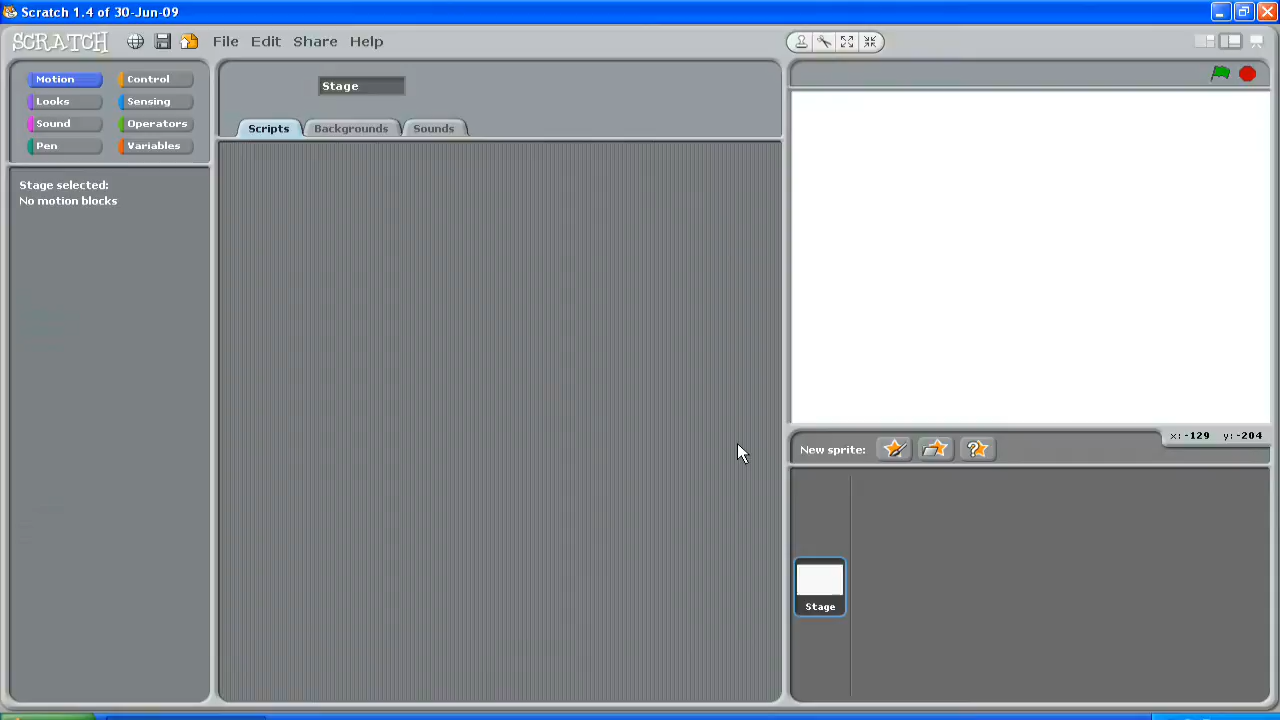 Scratch 1.4 of 30-Jun-09
SCRATCH File Edit Share Help
Motion Control
Looks Sensing
Sound Operators
Pen Variables
Stage selected:
No motion blocks
Stage
Scripts Backgrounds Sounds
x: -129 y: -204
New sprite:
Stage